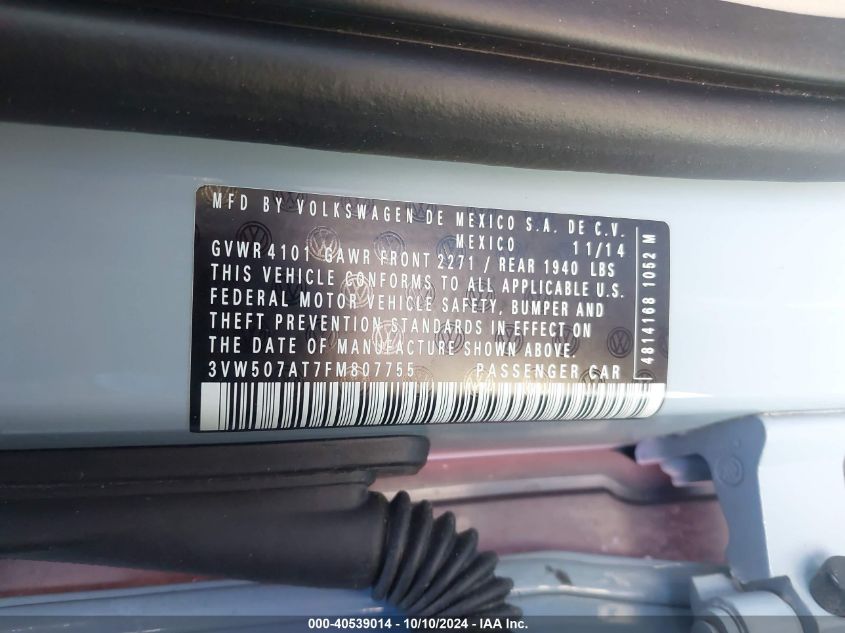 MFD BY VOLKSWAGEN DE MEXICO S.A. DE C.V.
MEXICO 11/14
GVWR 4101 GAWR FRONT 2271 / REAR 1940 LBS
THIS VEHICLE CONFORMS TO ALL APPLICABLE U.S.
FEDERAL MOTOR VEHICLE SAFETY, BUMPER AND
THEFT PREVENTION STANDARDS IN EFFECT ON
THE DATE OF MANUFACTURE SHOWN ABOVE.
3VW507AT7FM807755 PASSENGER CAR
4814168 1052 M
000-40539014 - 10/10/2024 - IAA Inc.